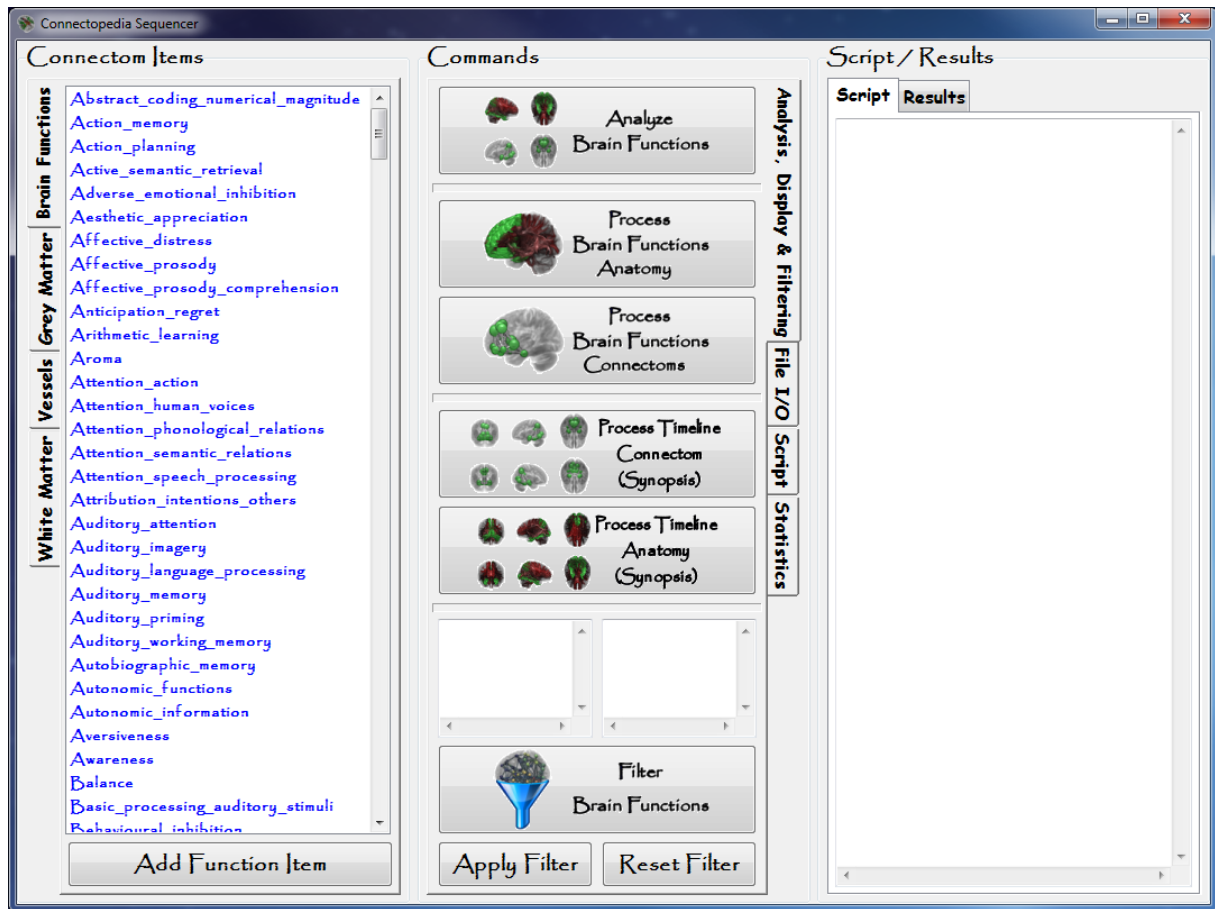 Connectopedia Sequencer
Connectom Items
Brain Functions
Grey Matter
Vessels
White Matter
Abstract_coding_numerical_magnitude
Action_memory
Action_planning
Active_semantic_retrieval
Adverse_emotional_inhibition
Aesthetic_appreciation
Affective_distress
Affective_prosody
Affective_prosody_comprehension
Anticipation_regret
Arithmetic_learning
Aroma
Attention_action
Attention_human_voices
Attention_phonological_relations
Attention_semantic_relations
Attention_speech_processing
Attribution_intentions_others
Auditory_attention
Auditory_imagery
Auditory_language_processing
Auditory_memory
Auditory_priming
Auditory_working_memory
Autobiographic_memory
Autonomic_functions
Autonomic_information
Aversiveness
Awareness
Balance
Basic_processing_auditory_stimuli
Behavioural_inhibition
Add Function Item
Commands
Analyze
Brain Functions
Process
Brain Functions
Anatomy
Process
Brain Functions
Connectoms
Process Timeline
Connectom
(Synopsis)
Process Timeline
Anatomy
(Synopsis)
Filter
Brain Functions
Apply Filter
Reset Filter
Analysis, Display & Filtering
File I/O
Script
Statistics
Script / Results
Script
Results